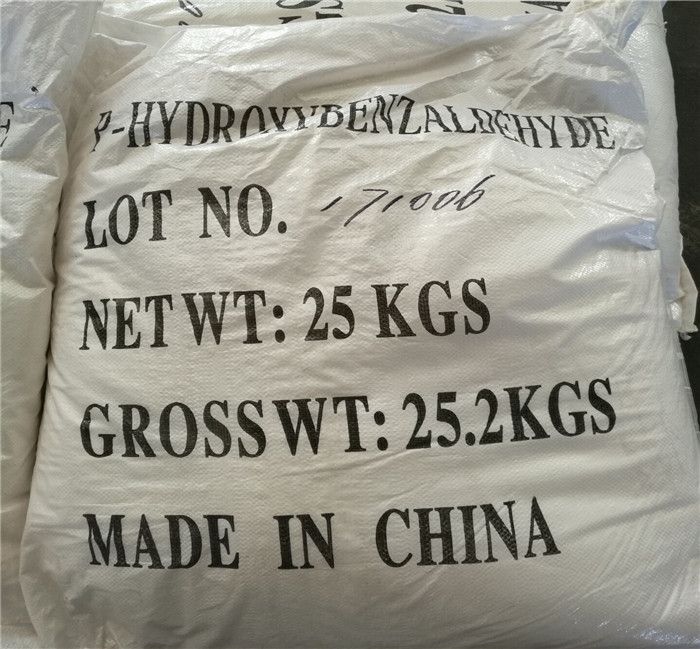 P-HYDROXYBENZALDEHYDE
LOT NO. 171006
NET WT: 25 KGS
GROSS WT: 25.2KGS
MADE IN CHINA